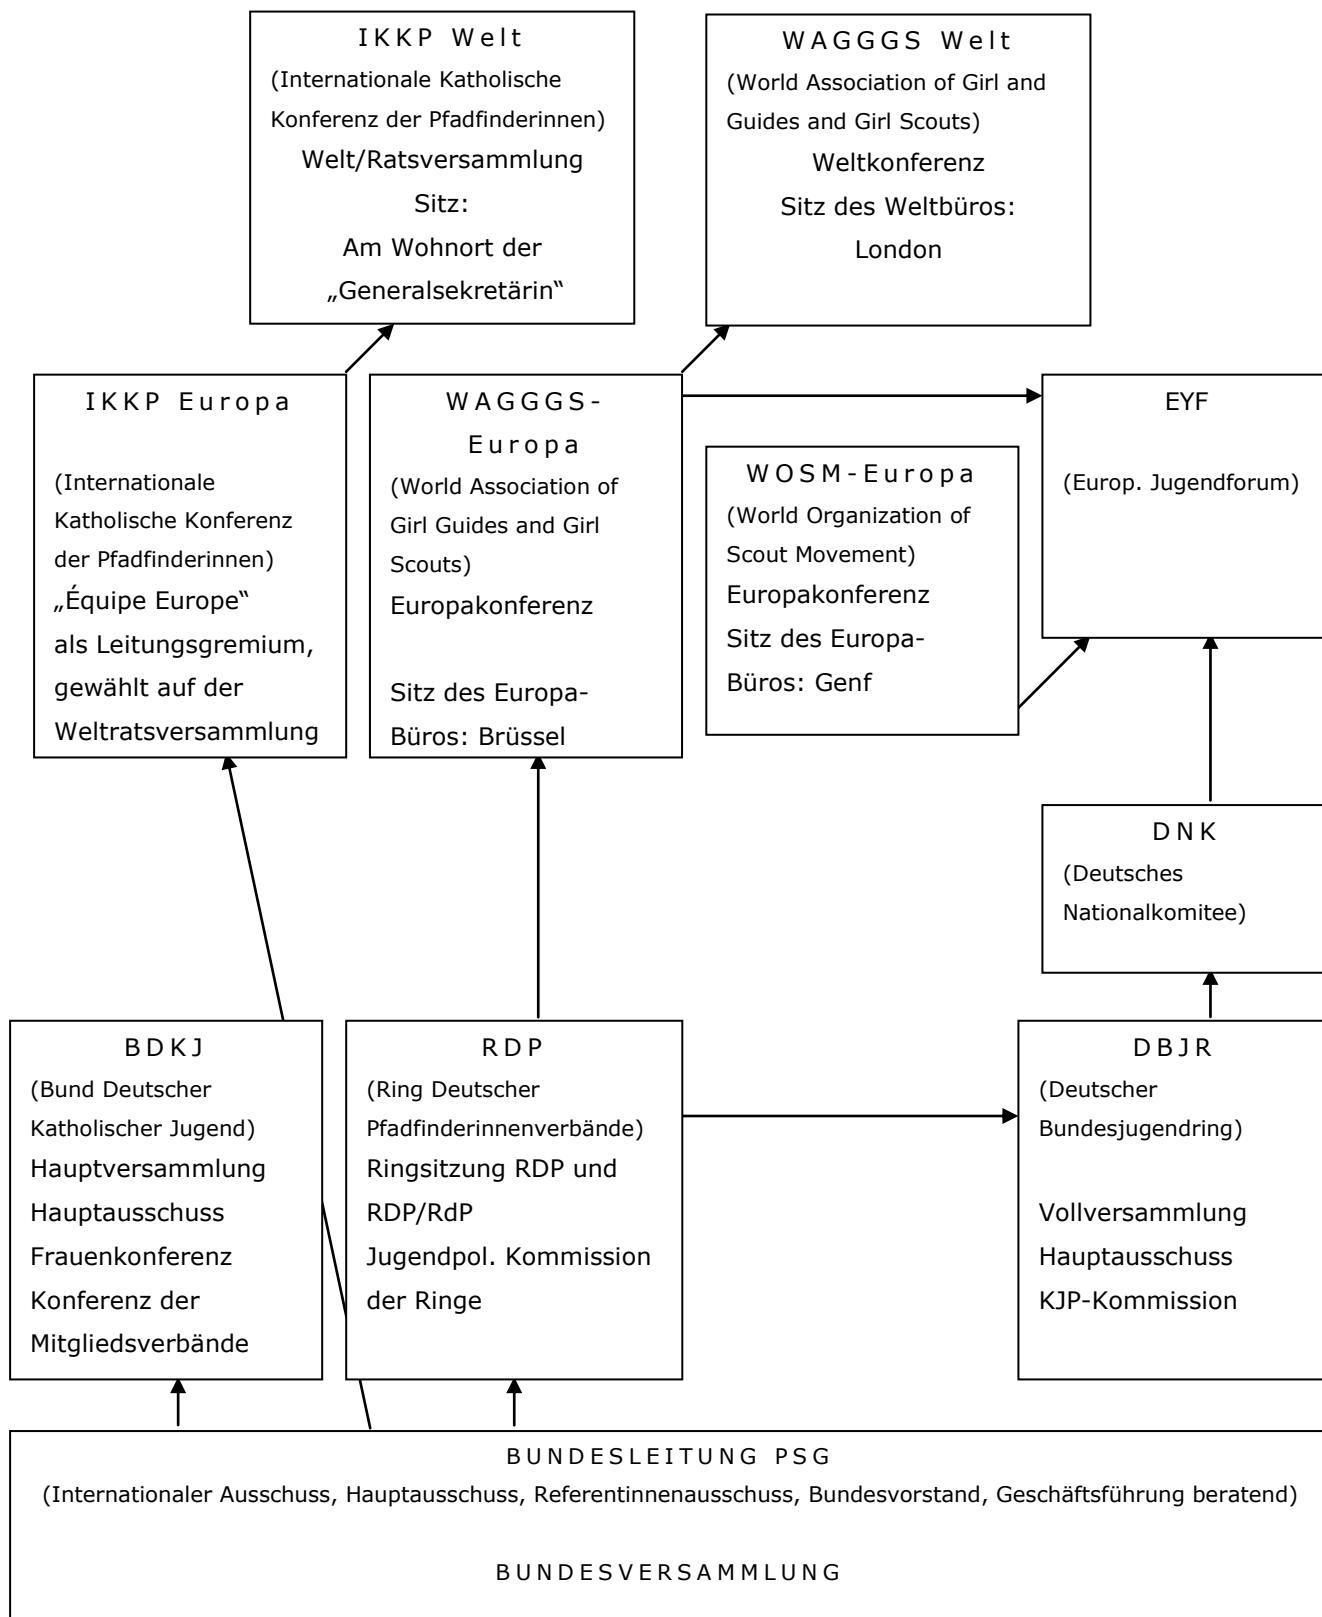 IKKP Welt
(Internationale Katholische
Konferenz der Pfadfinderinnen)
Welt/Ratsversammlung
Sitz:
Am Wohnort der
„Generalsekretärin“
WAGGGS Welt
(World Association of Girl and
Guides and Girl Scouts)
Weltkonferenz
Sitz des Weltbüros:
London
IKKP Europa
(Internationale
Katholische Konferenz
der Pfadfinderinnen)
„Équipe Europe“
als Leitungsgremium,
gewählt auf der
Weltratsversammlung
WAGGGS-
Europa
(World Association of
Girl Guides and Girl
Scouts)
Europakonferenz
Sitz des Europa-
Büros: Brüssel
WOSM-Europa
(World Organization of
Scout Movement)
Europakonferenz
Sitz des Europa-
Büros: Genf
EYF
(Europ. Jugendforum)
DNK
(Deutsches
Nationalkomitee)
BDKJ
(Bund Deutscher
Katholischer Jugend)
Hauptversammlung
Hauptausschuss
Frauenkonferenz
Konferenz der
Mitgliedsverbände
RDP
(Ring Deutscher
Pfadfinderinnenverbände)
Ringsitzung RDP und
RDP/RdP
Jugendpol. Kommission
der Ringe
DBJR
(Deutscher
Bundesjugendring)
Vollversammlung
Hauptausschuss
KJP-Kommission
BUNDESLEITUNG PSG
(Internationaler Ausschuss, Hauptausschuss, Referentinnenausschuss, Bundesvorstand, Geschäftsführung beratend)
BUNDESVERSAMMLUNG